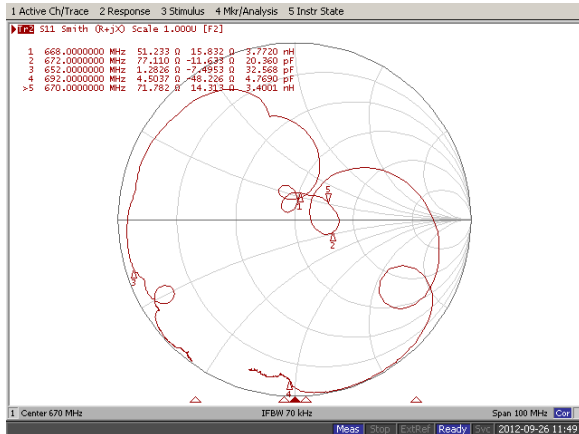 1 Active Ch/Trace 2 Response 3 Stimulus 4 Mkr/Analysis 5 Instr State
Tr2 S11 Smith (R+jX) Scale 1.000U [F2]
1 668.0000000 MHz 51.233 Ω 15.832 Ω 3.7720 nH
2 672.0000000 MHz 77.110 Ω -11.633 Ω 20.360 pF
3 652.0000000 MHz 1.2826 Ω -7.4953 Ω 32.568 pF
4 692.0000000 MHz 4.5037 Ω -48.226 Ω 4.7690 pF
>5 670.0000000 MHz 71.782 Ω 14.313 Ω 3.4001 nH
5
1
2
3
4
1 Center 670 MHz IFBW 70 kHz Span 100 MHz Cor
Meas Stop ExtRef Ready Svc 2012-09-26 11:49